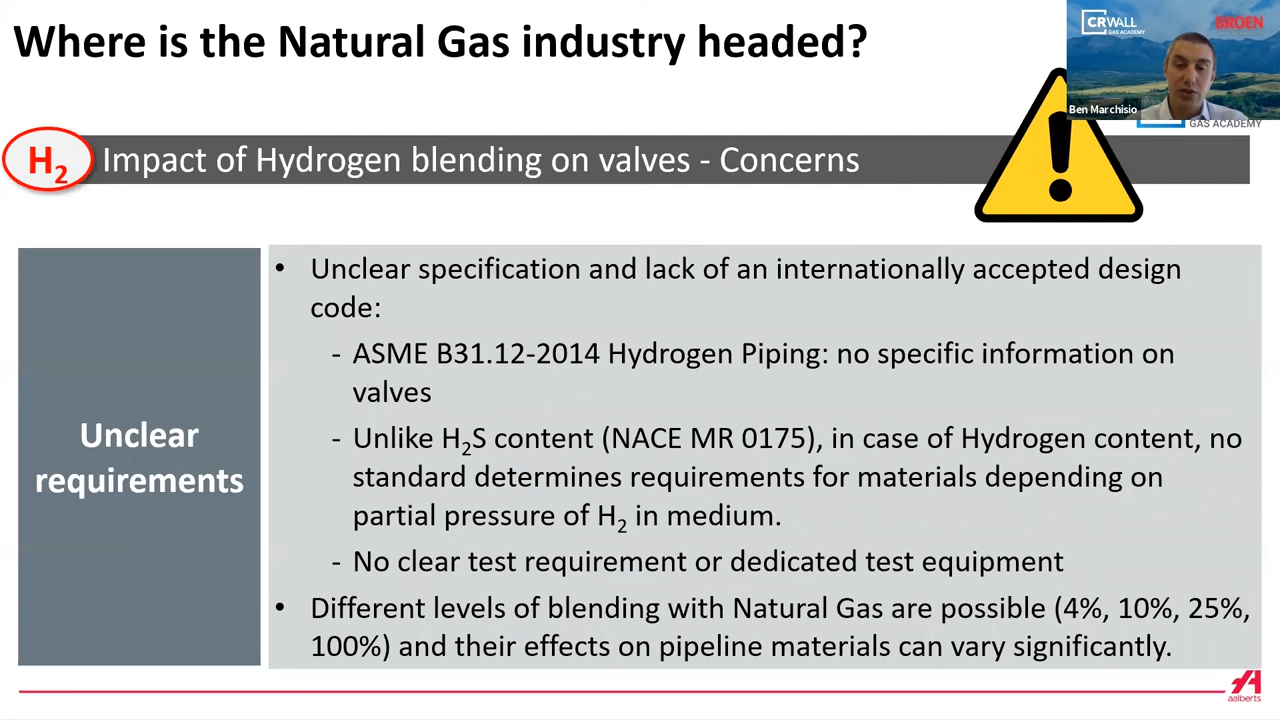 Where is the Natural Gas industry headed?
CRWALL
GAS ACADEMY
BROEN
Ben Marchisio
GAS ACADEMY
H2
Impact of Hydrogen blending on valves - Concerns
Unclear
requirements
• Unclear specification and lack of an internationally accepted design
code:
- ASME B31.12-2014 Hydrogen Piping: no specific information on
valves
- Unlike H2S content (NACE MR 0175), in case of Hydrogen content, no
standard determines requirements for materials depending on
partial pressure of H2 in medium.
- No clear test requirement or dedicated test equipment
• Different levels of blending with Natural Gas are possible (4%, 10%, 25%,
100%) and their effects on pipeline materials can vary significantly.
aalberts